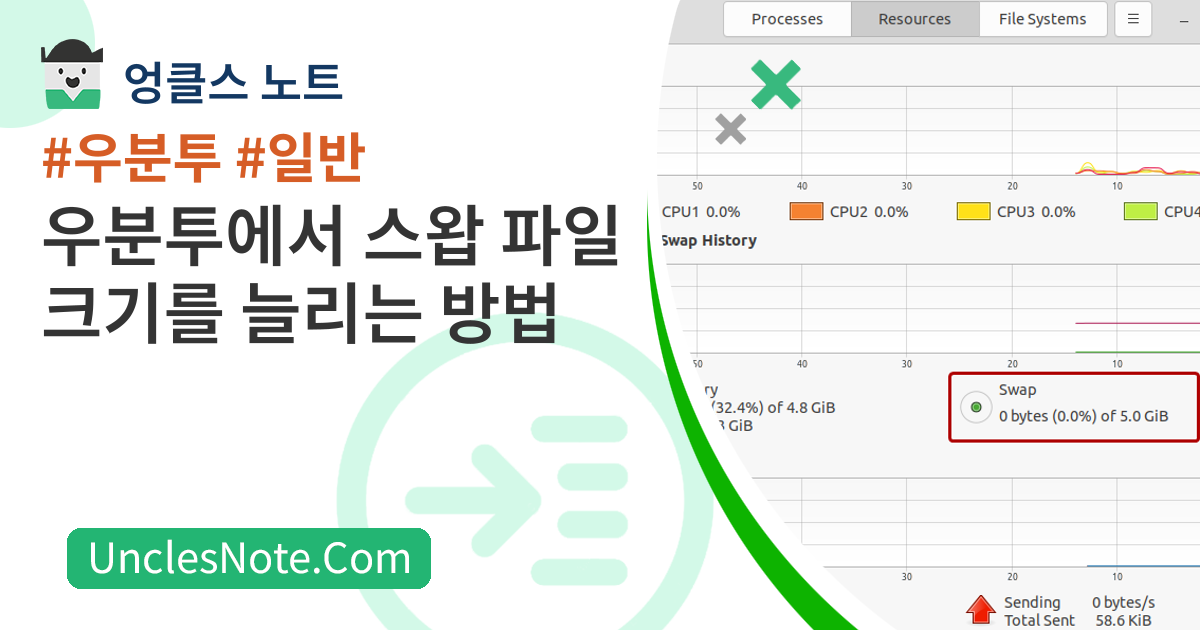 엉클스 노트
#우분투 #일반
우분투에서 스왑 파일
크기를 늘리는 방법
UnclesNote.Com
Processes Resources File Systems
50 40 30 20 10
CPU1 0.0% CPU2 0.0% CPU3 0.0% CPU4
Swap History
50 40 30 20 10
ry
(32.4%) of 4.8 GiB
GiB
Swap
0 bytes (0.0%) of 5.0 GiB
30 20 10
Sending 0 bytes/s
Total Sent 58.6 KiB